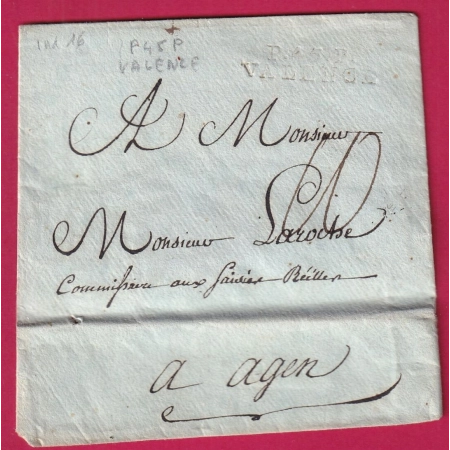 ind 16
P45P
VALENCE
P.45.P.
VALENCE
A Monsieur
Monsieur Laroche
Commissaire aux Saisies Réelles
a agen